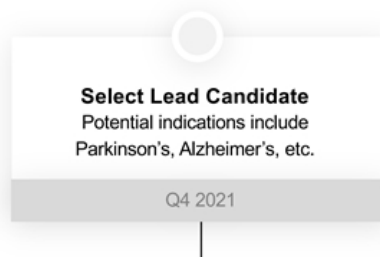 Select Lead Candidate
Potential indications include
Parkinson's, Alzheimer's, etc.
Q4 2021